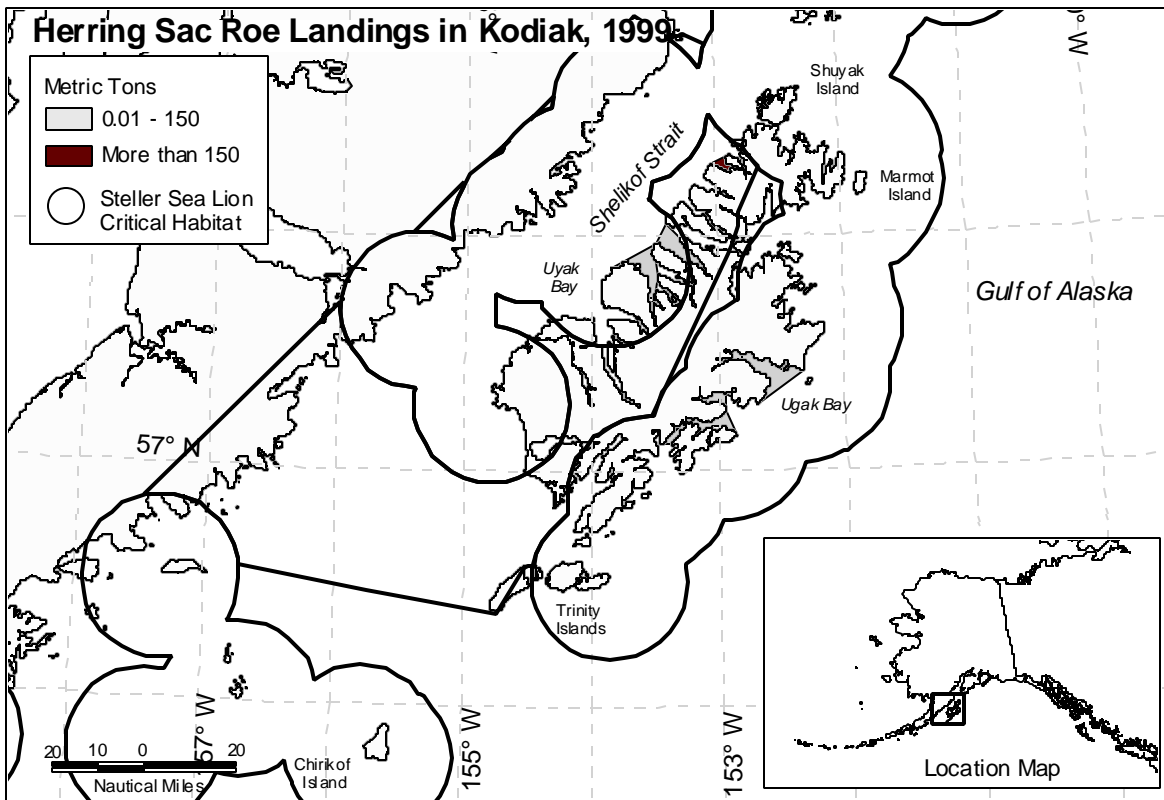 Herring Sac Roe Landings in Kodiak, 1999.
Metric Tons
0.01 - 150
More than 150
Steller Sea Lion
Critical Habitat
Shuyak
Island
Marmot
Island
Shelikof Strait
Uyak
Bay
Gulf of Alaska
Ugak Bay
57° N
Trinity
Islands
Chirikof
Island
57° W
155° W
153° W
° W
20 10 0 20
Nautical Miles
Location Map